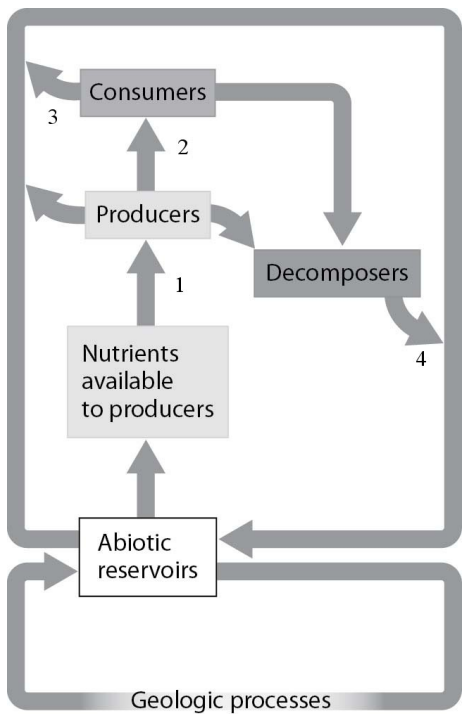 Consumers
3
2
Producers
Decomposers
1
4
Nutrients
available
to producers
Abiotic
reservoirs
Geologic processes